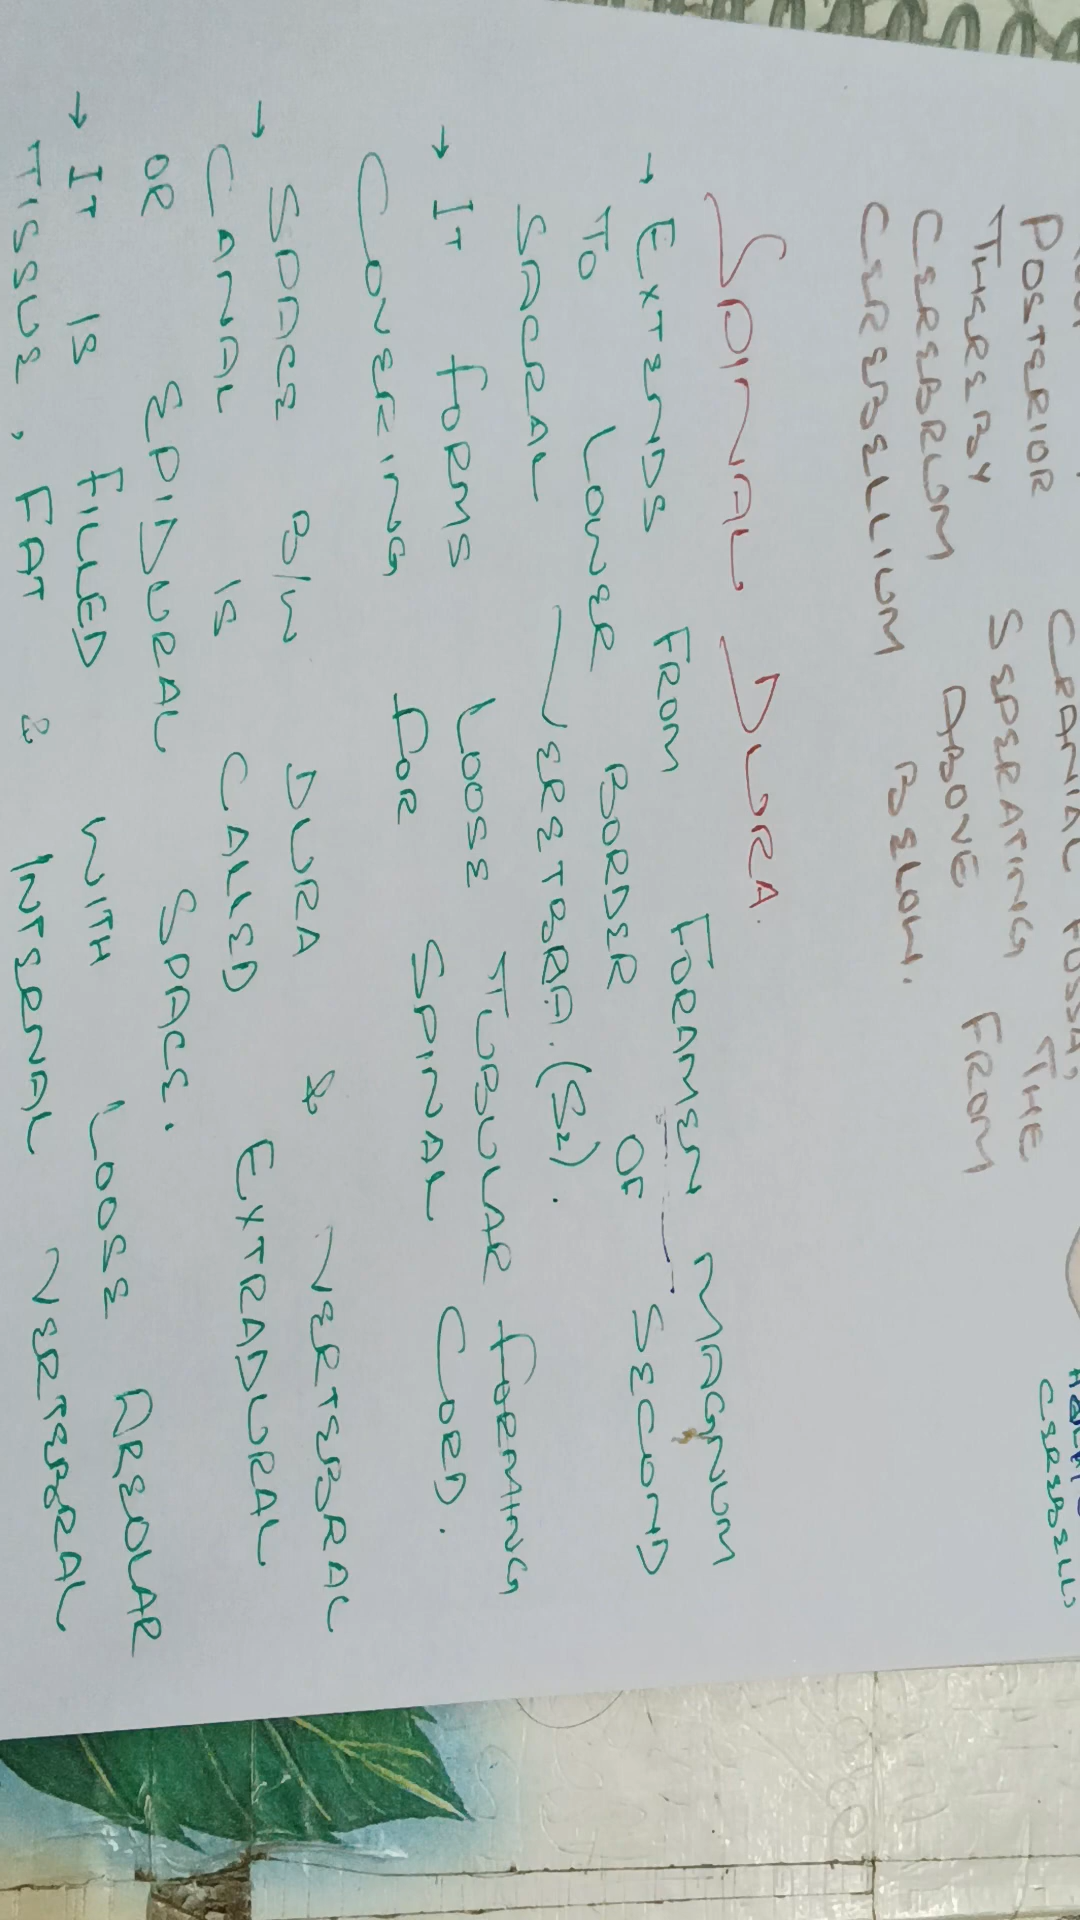 POSTERIOR CRANIAL FOSSA,
THEREBY SEPERATING THE
CEREBRUM ABOVE FROM
CEREBELLIUM BELOW.
CEREBELL
SPINAL DURA.
→ EXTENDS FROM FORAMEN MAGNUM
TO LOWER BORDER OF SECOND
SACRAL VERETBRA. (S2).
→ IT FORMS LOOSE TUBULAR FORMING
COVERING FOR SPINAL CORD.
→ SPACE B/W DURA & VERTEBRAL
CANAL IS CALLED EXTRADURAL
OR EPIDURAL SPACE.
→ IT IS FILLED WITH LOOSE AREOLAR
TISSUE, FAT & INTERNAL VERTEBRAL